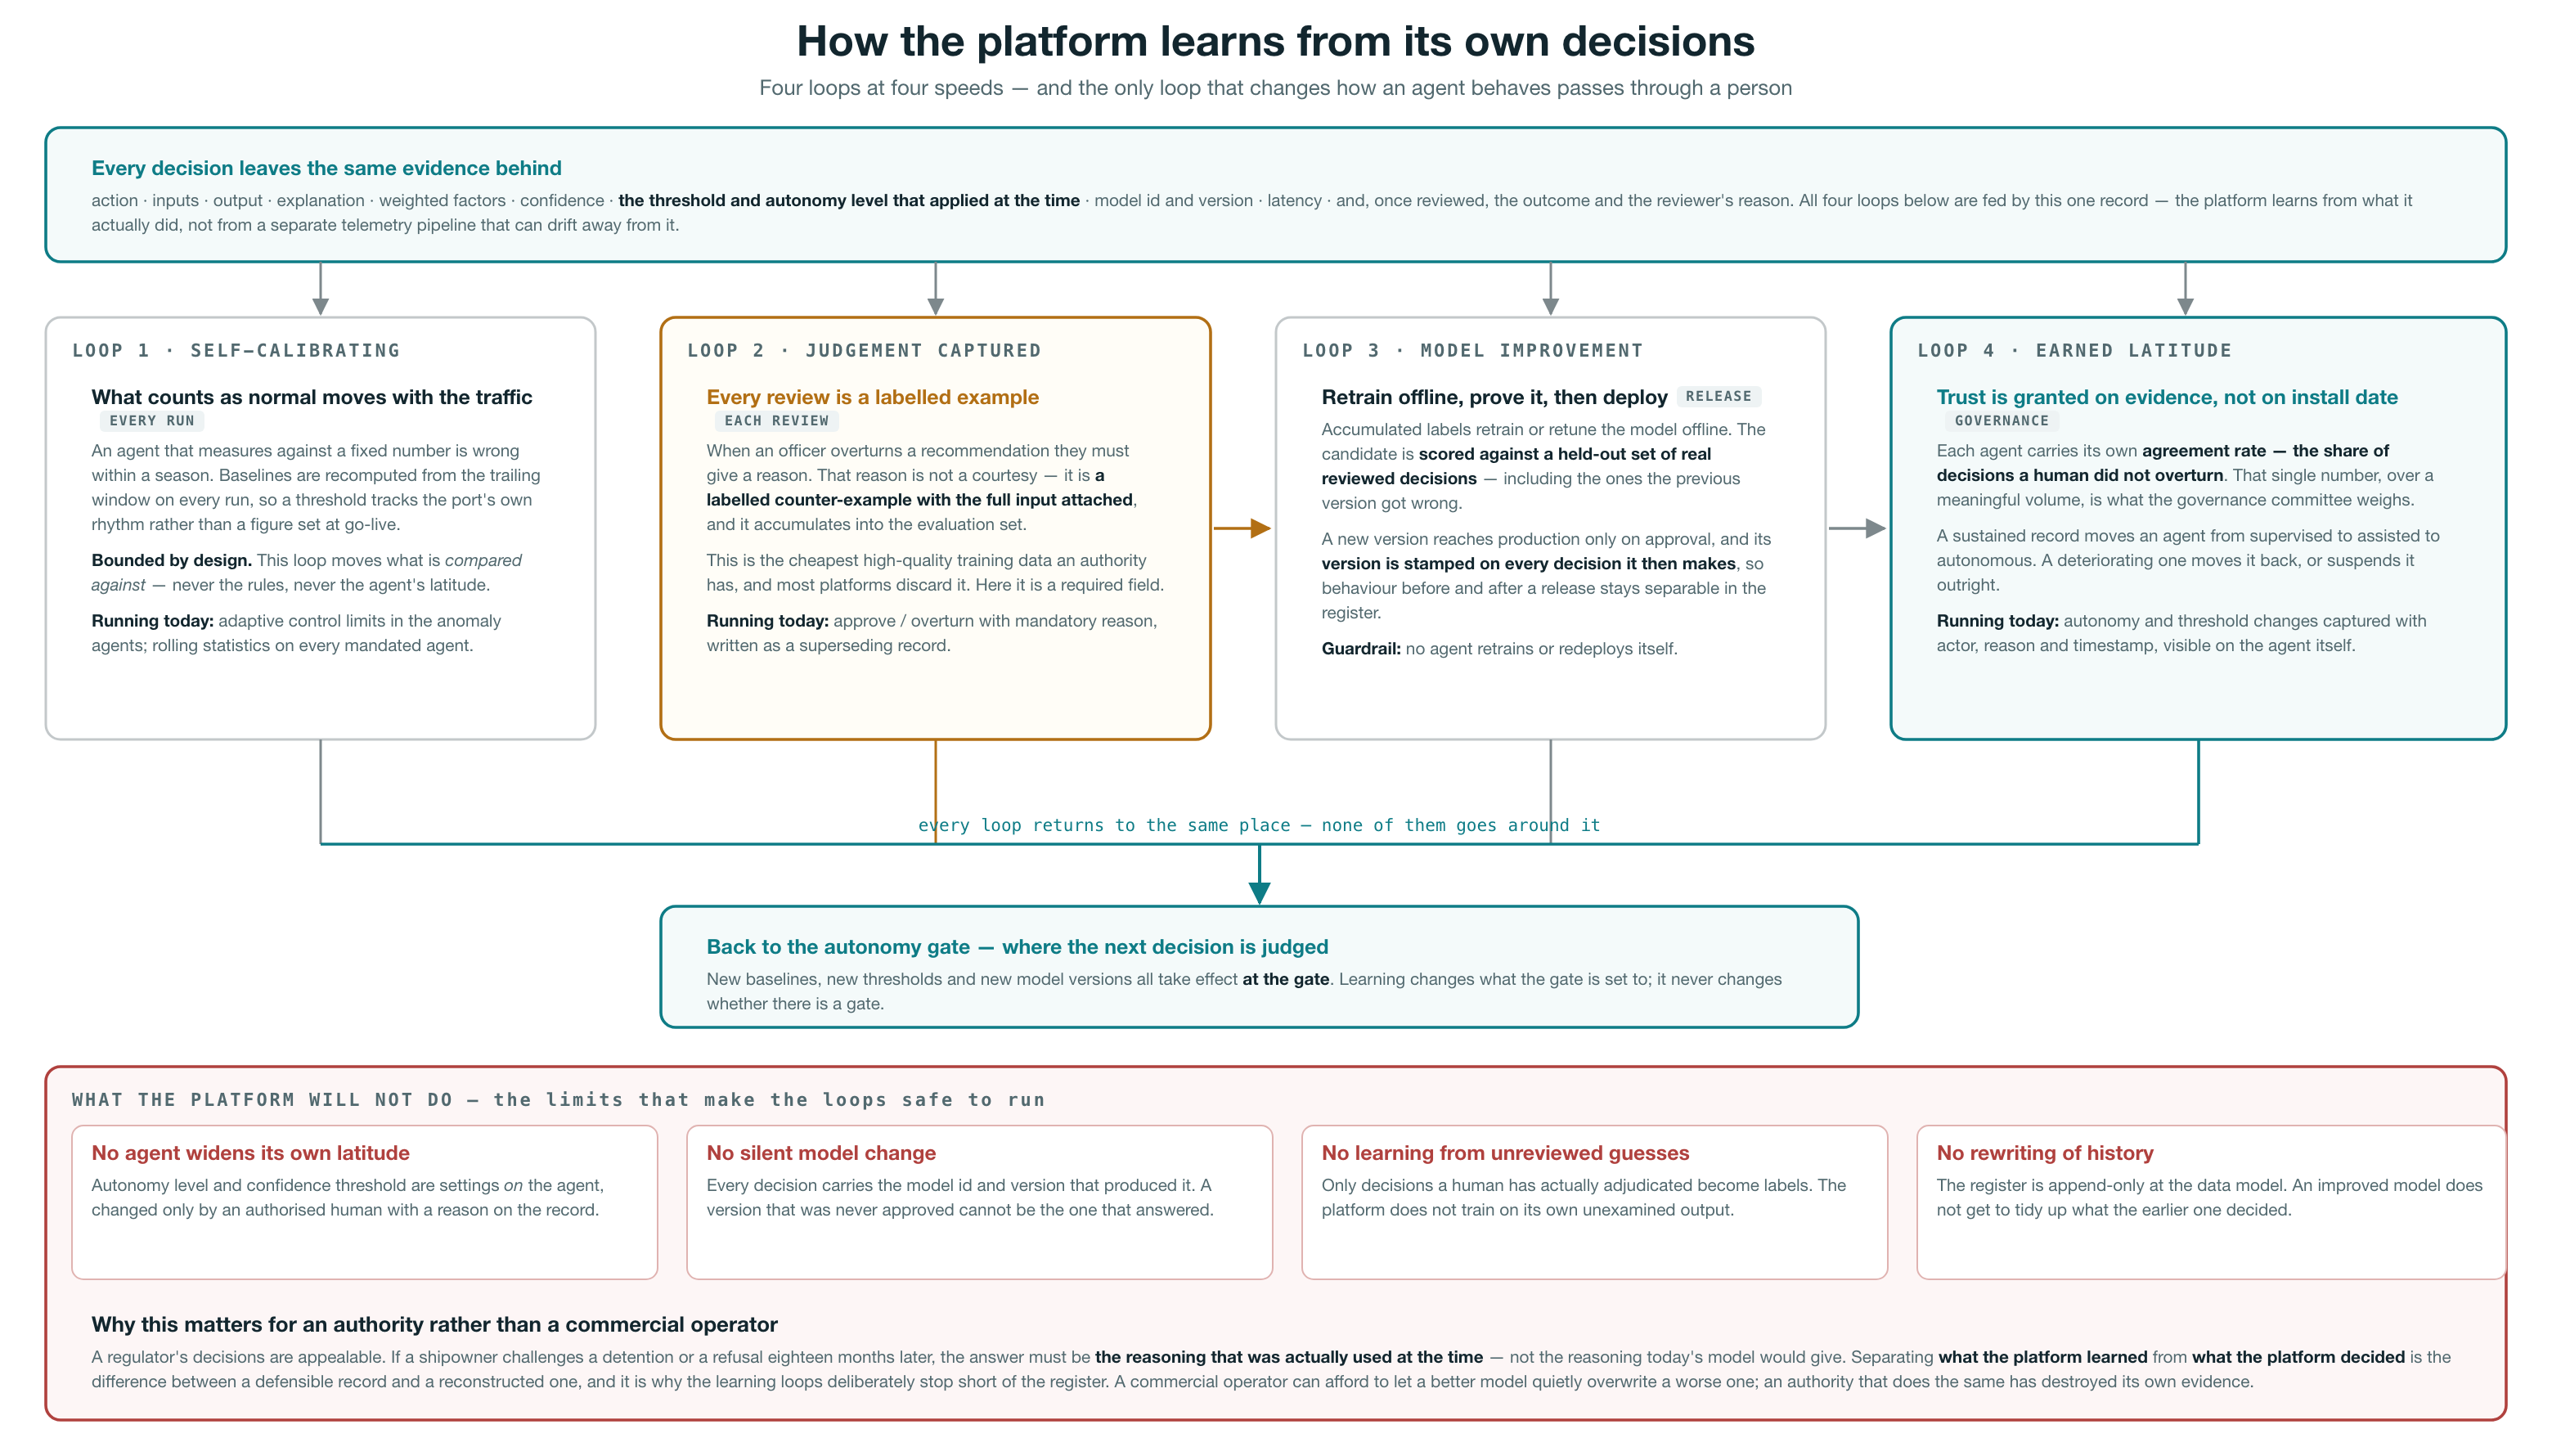 How the platform learns from its own decisions
Four loops at four speeds — and the only loop that changes how an agent behaves passes through a person
Every decision leaves the same evidence behind
action · inputs · output · explanation · weighted factors · confidence · the threshold and autonomy level that applied at the time · model id and version · latency · and, once reviewed, the outcome and the reviewer's reason. All four loops below are fed by this one record — the platform learns from what it
actually did, not from a separate telemetry pipeline that can drift away from it.
LOOP 1 · SELF–CALIBRATING
What counts as normal moves with the traffic
EVERY RUN
An agent that measures against a fixed number is wrong
within a season. Baselines are recomputed from the trailing
window on every run, so a threshold tracks the port's own
rhythm rather than a figure set at go-live.
Bounded by design. This loop moves what is compared
against — never the rules, never the agent's latitude.
Running today: adaptive control limits in the anomaly
agents; rolling statistics on every mandated agent.
LOOP 2 · JUDGEMENT CAPTURED
Every review is a labelled example
EACH REVIEW
When an officer overturns a recommendation they must
give a reason. That reason is not a courtesy — it is a
labelled counter-example with the full input attached,
and it accumulates into the evaluation set.
This is the cheapest high-quality training data an authority
has, and most platforms discard it. Here it is a required field.
Running today: approve / overturn with mandatory reason,
written as a superseding record.
LOOP 3 · MODEL IMPROVEMENT
Retrain offline, prove it, then deploy RELEASE
Accumulated labels retrain or retune the model offline. The
candidate is scored against a held-out set of real
reviewed decisions — including the ones the previous
version got wrong.
A new version reaches production only on approval, and its
version is stamped on every decision it then makes, so
behaviour before and after a release stays separable in the
register.
Guardrail: no agent retrains or redeploys itself.
LOOP 4 · EARNED LATITUDE
Trust is granted on evidence, not on install date
GOVERNANCE
Each agent carries its own agreement rate — the share of
decisions a human did not overturn. That single number, over a
meaningful volume, is what the governance committee weighs.
A sustained record moves an agent from supervised to assisted to
autonomous. A deteriorating one moves it back, or suspends it
outright.
Running today: autonomy and threshold changes captured with
actor, reason and timestamp, visible on the agent itself.
every loop returns to the same place — none of them goes around it
Back to the autonomy gate — where the next decision is judged
New baselines, new thresholds and new model versions all take effect at the gate. Learning changes what the gate is set to; it never changes
whether there is a gate.
WHAT THE PLATFORM WILL NOT DO — the limits that make the loops safe to run
No agent widens its own latitude
Autonomy level and confidence threshold are settings on the agent,
changed only by an authorised human with a reason on the record.
No silent model change
Every decision carries the model id and version that produced it. A
version that was never approved cannot be the one that answered.
No learning from unreviewed guesses
Only decisions a human has actually adjudicated become labels. The
platform does not train on its own unexamined output.
No rewriting of history
The register is append-only at the data model. An improved model does
not get to tidy up what the earlier one decided.
Why this matters for an authority rather than a commercial operator
A regulator's decisions are appealable. If a shipowner challenges a detention or a refusal eighteen months later, the answer must be the reasoning that was actually used at the time — not the reasoning today's model would give. Separating what the platform learned from what the platform decided is the
difference between a defensible record and a reconstructed one, and it is why the learning loops deliberately stop short of the register. A commercial operator can afford to let a better model quietly overwrite a worse one; an authority that does the same has destroyed its own evidence.